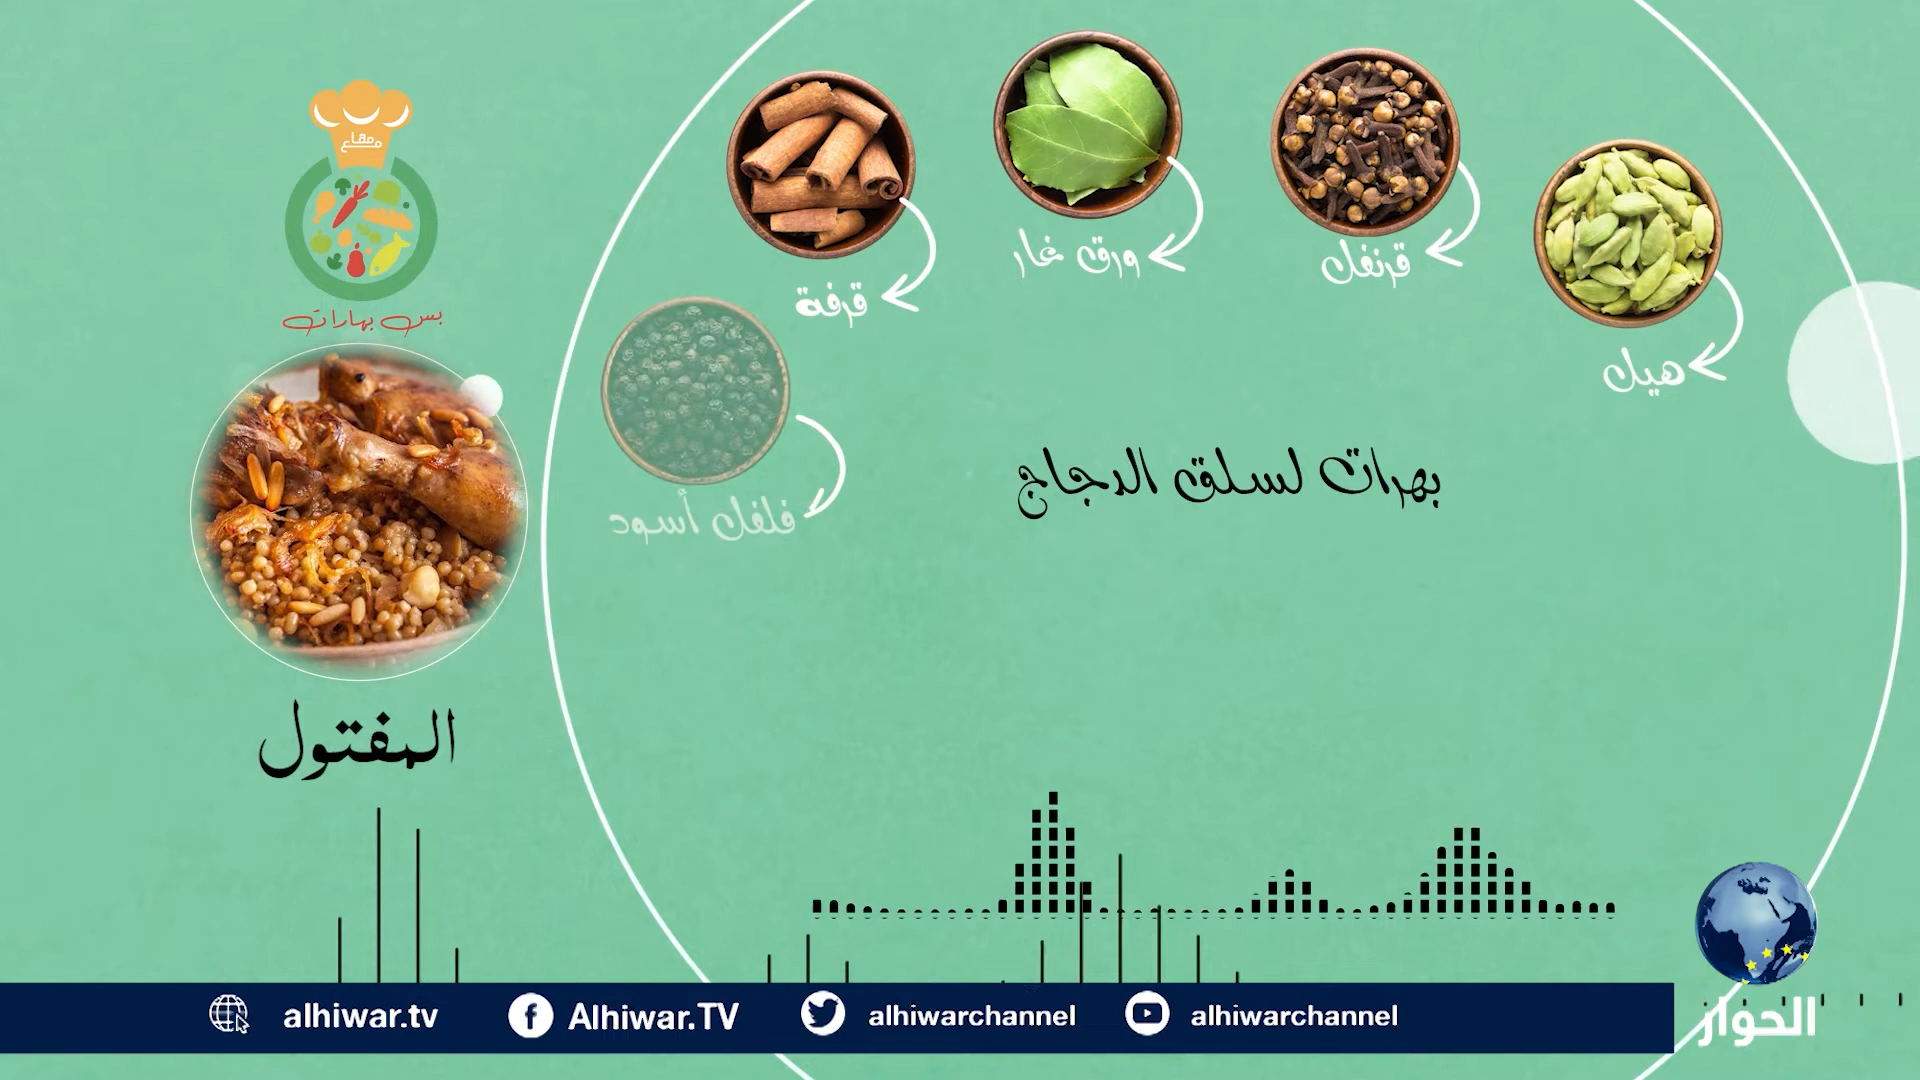 مقاع
بس بهارات
المفتول
هيل
قرنفل
ورق غار
قرفة
فلفل أسود
بهرات لسلق الدجاج
alhiwar.tv
Alhiwar.TV
alhiwarchannel
alhiwarchannel
الحوار